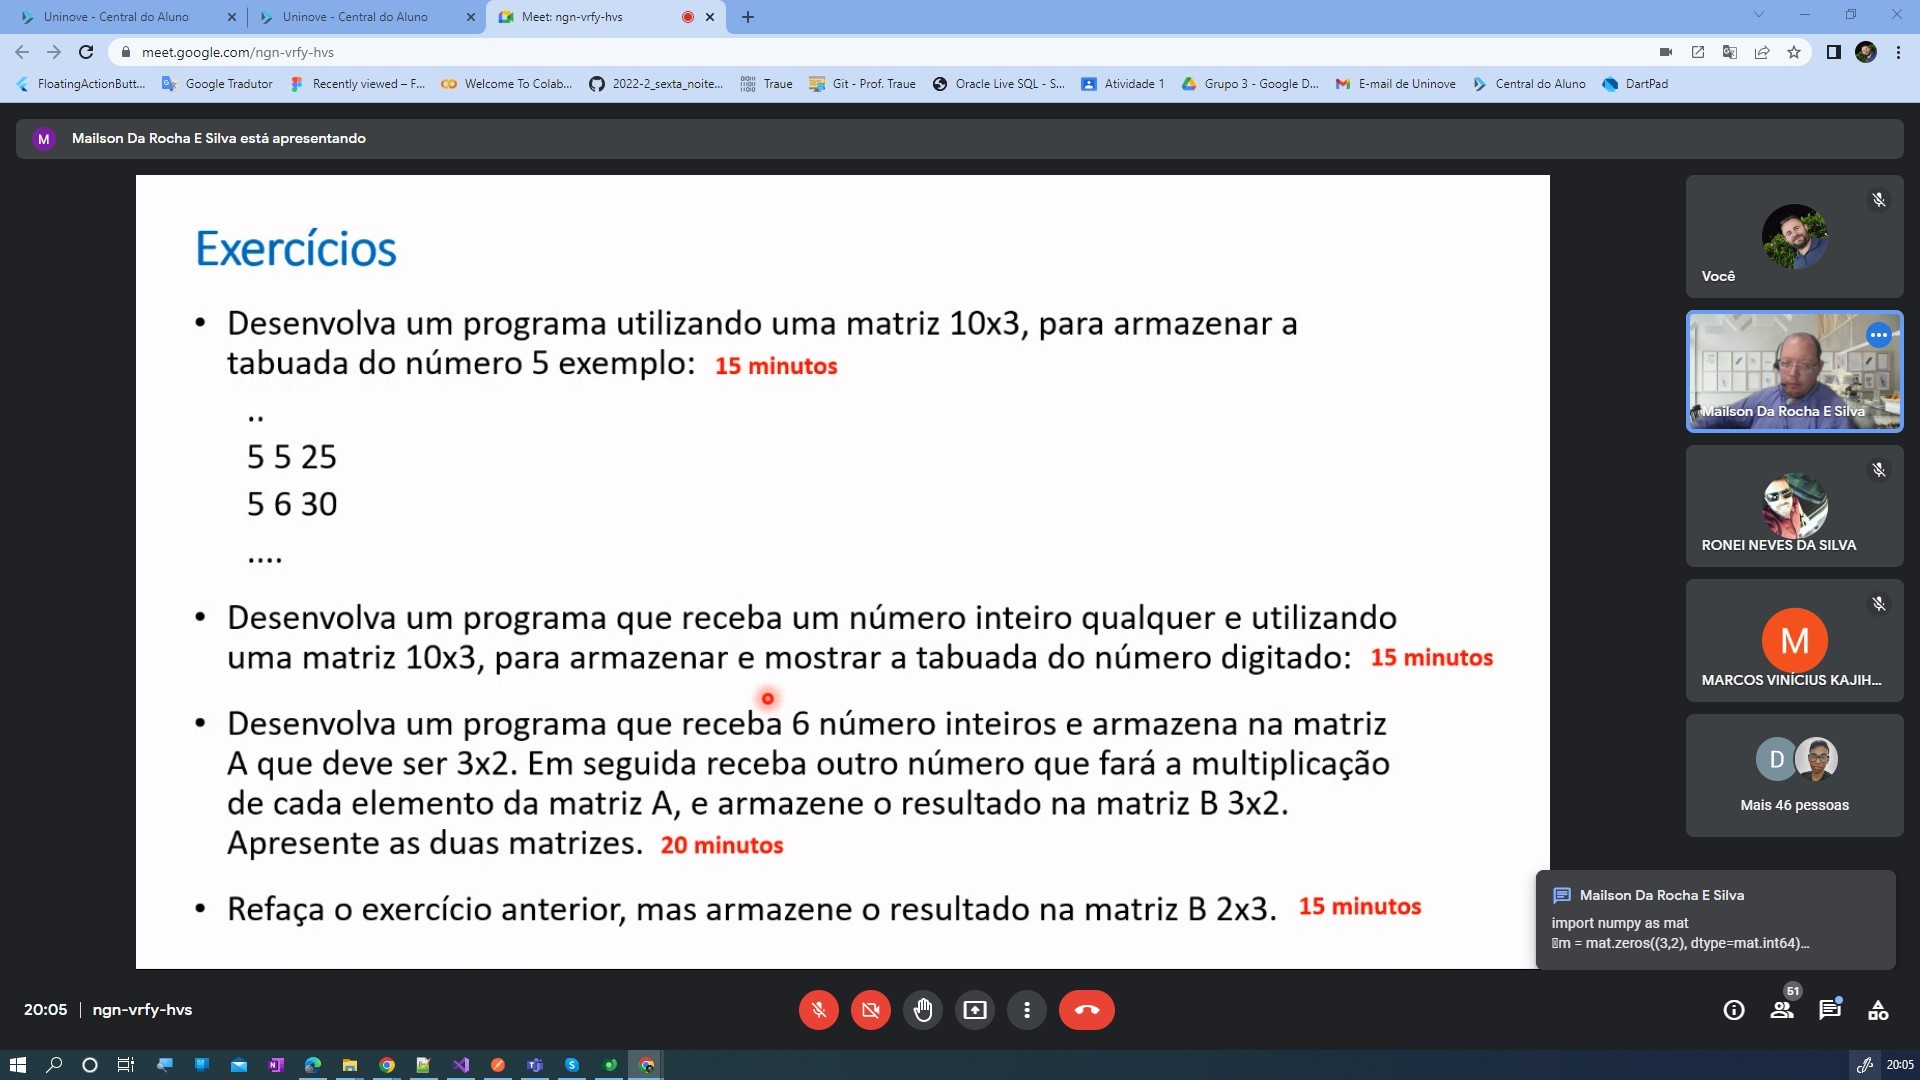 Uninove - Central do Aluno
Uninove - Central do Aluno
Meet: ngn-vrfy-hvs
meet.google.com/ngn-vrfy-hvs
FloatingActionButt...
Google Tradutor
Recently viewed – F...
Welcome To Colab...
2022-2_sexta_noite...
Traue
Git - Prof. Traue
Oracle Live SQL - S...
Atividade 1
Grupo 3 - Google D...
E-mail de Uninove
Central do Aluno
DartPad
M
Mailson Da Rocha E Silva está apresentando
Exercícios
• Desenvolva um programa utilizando uma matriz 10x3, para armazenar a
tabuada do número 5 exemplo: 15 minutos
..
5 5 25
5 6 30
....
• Desenvolva um programa que receba um número inteiro qualquer e utilizando
uma matriz 10x3, para armazenar e mostrar a tabuada do número digitado: 15 minutos
• Desenvolva um programa que receba 6 número inteiros e armazena na matriz
A que deve ser 3x2. Em seguida receba outro número que fará a multiplicação
de cada elemento da matriz A, e armazene o resultado na matriz B 3x2.
Apresente as duas matrizes. 20 minutos
• Refaça o exercício anterior, mas armazene o resultado na matriz B 2x3. 15 minutos
Você
Mailson Da Rocha E Silva
RONEI NEVES DA SILVA
M
MARCOS VINÍCIUS KAJIH...
D
Mais 46 pessoas
Mailson Da Rocha E Silva
import numpy as mat
m = mat.zeros((3,2), dtype=mat.int64)...
20:05 | ngn-vrfy-hvs
51
20:05